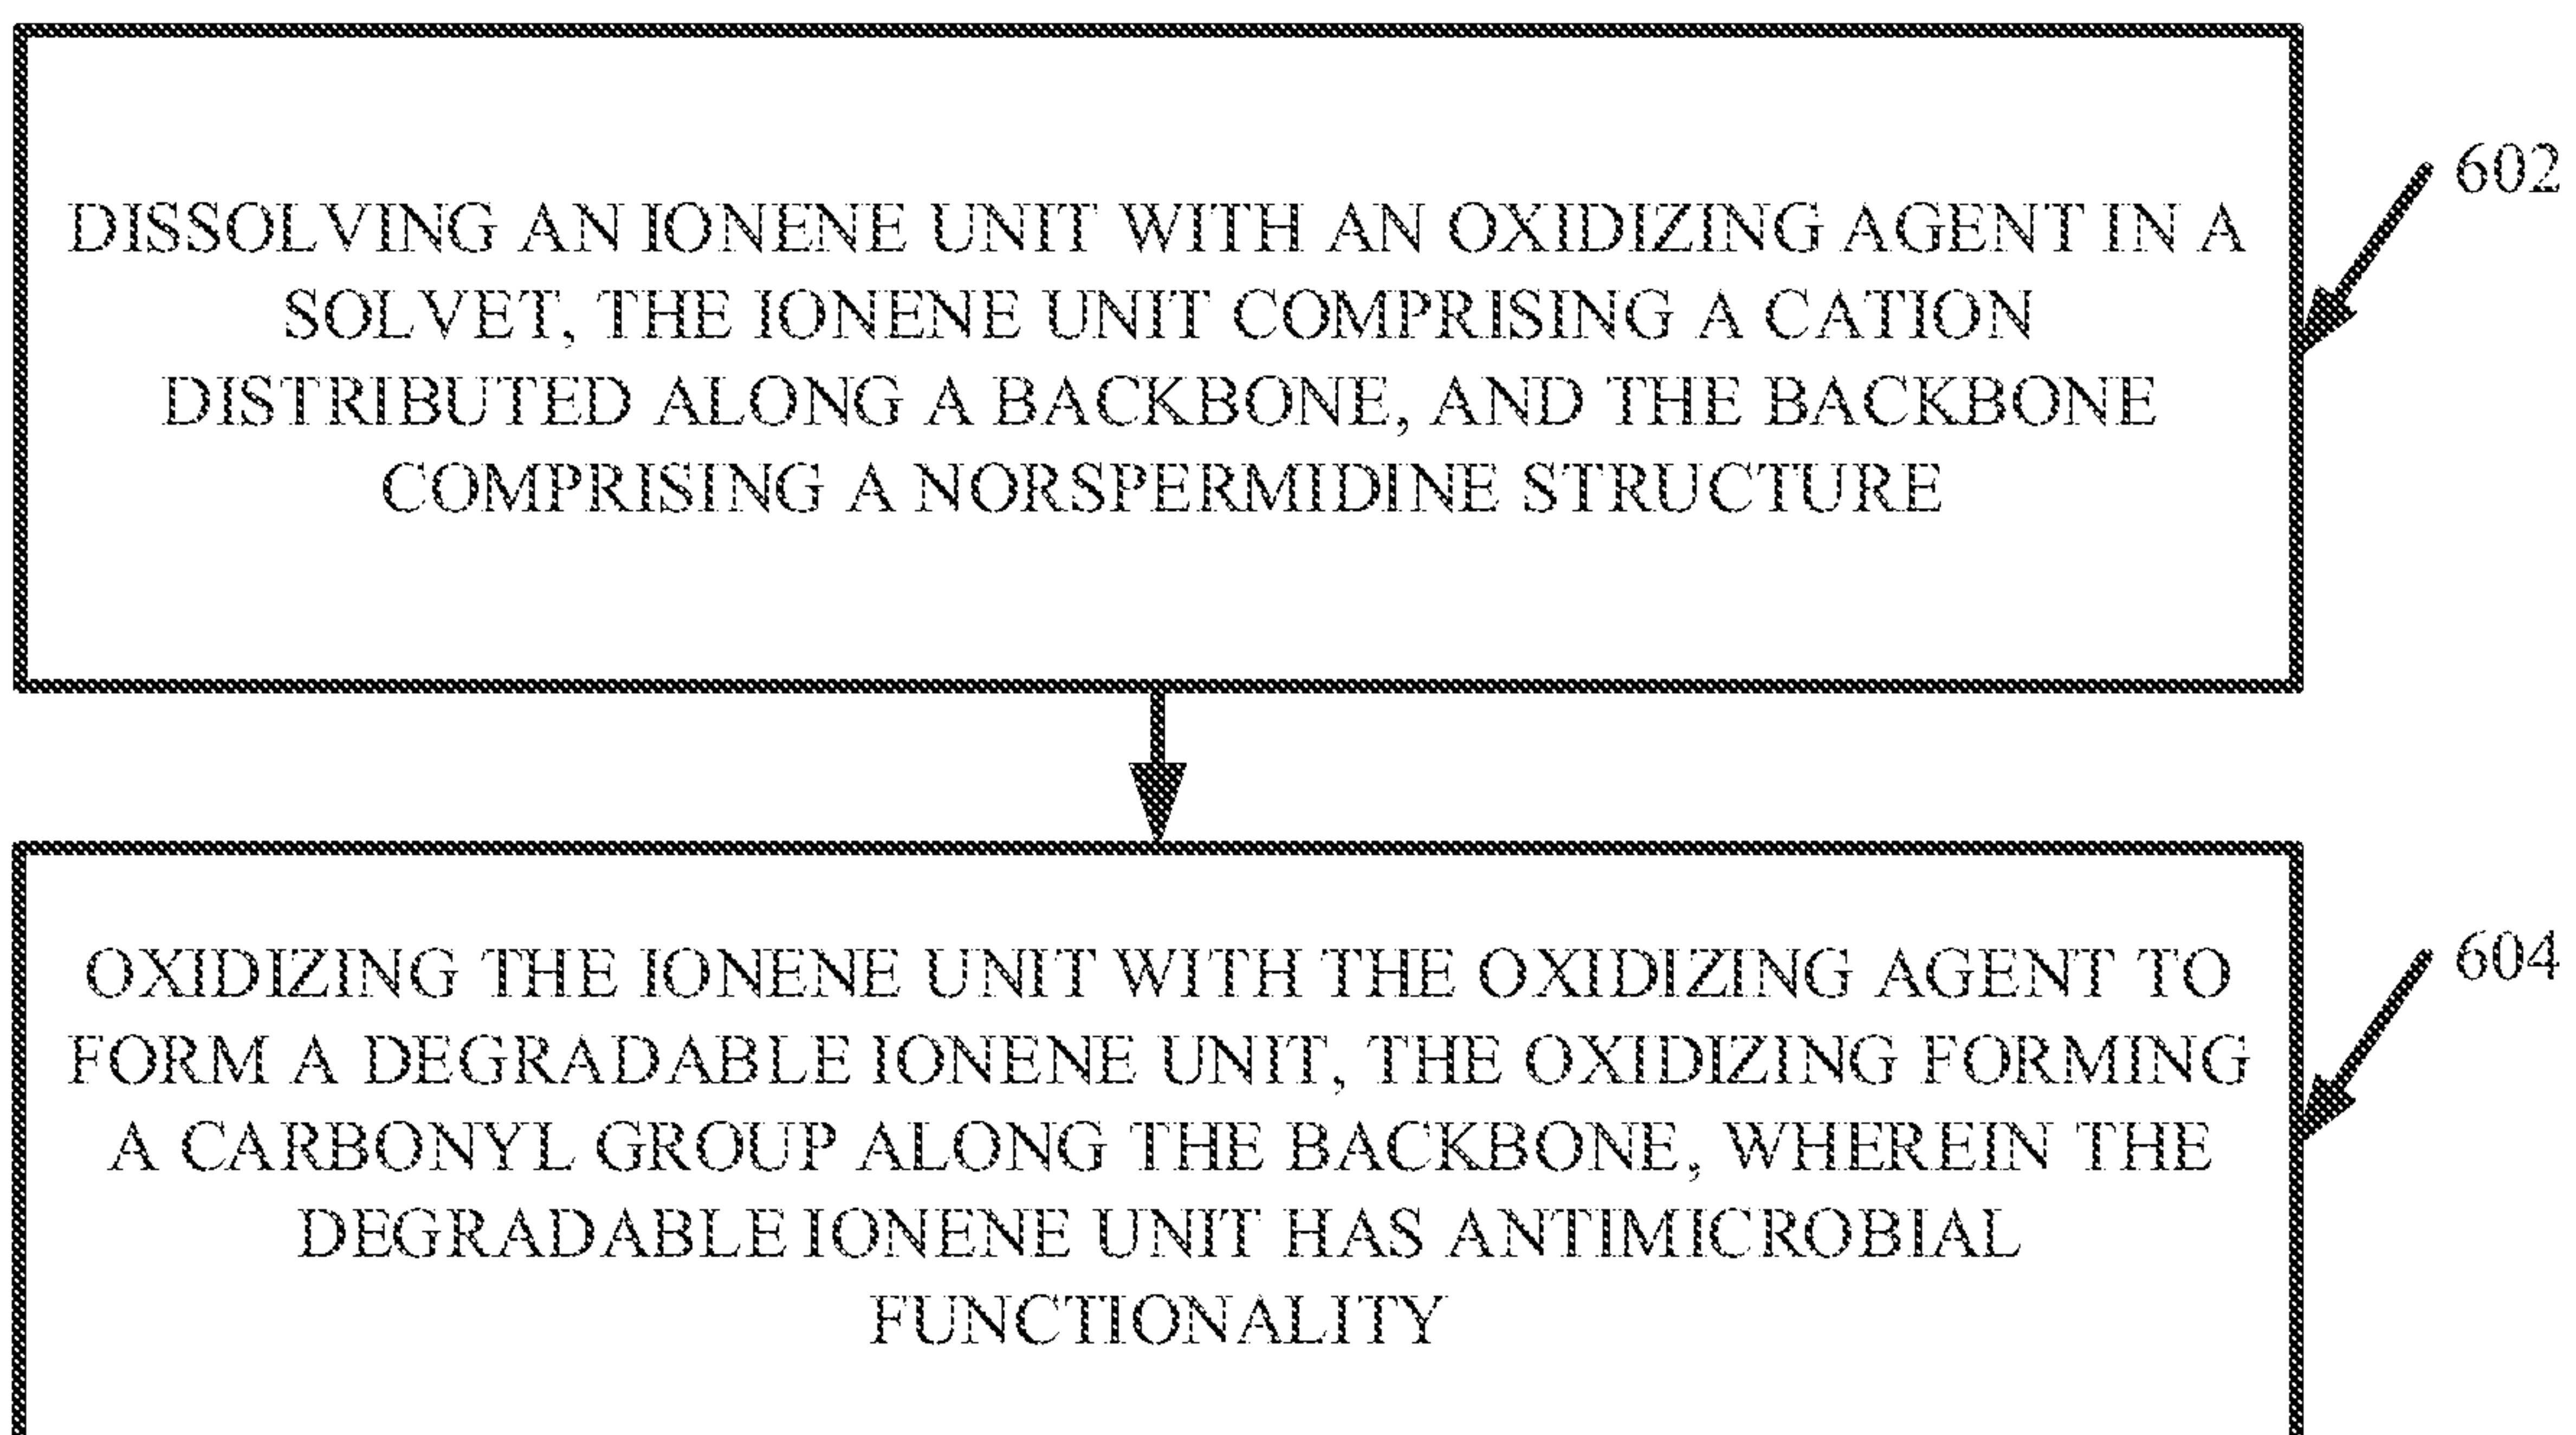 DISSOLVING AN IONENE UNIT WITH AN OXIDIZING AGENT IN A
SOLVET, THE IONENE UNIT COMPRISING A CATION
DISTRIBUTED ALONG A BACKBONE, AND THE BACKBONE
COMPRISING A NORSPERMIDINE STRUCTURE
602
OXIDIZING THE IONENE UNIT WITH THE OXIDIZING AGENT TO
FORM A DEGRADABLE IONENE UNIT, THE OXIDIZING FORMING
A CARBONYL GROUP ALONG THE BACKBONE, WHEREIN THE
DEGRADABLE IONENE UNIT HAS ANTIMICROBIAL
FUNCTIONALITY
604